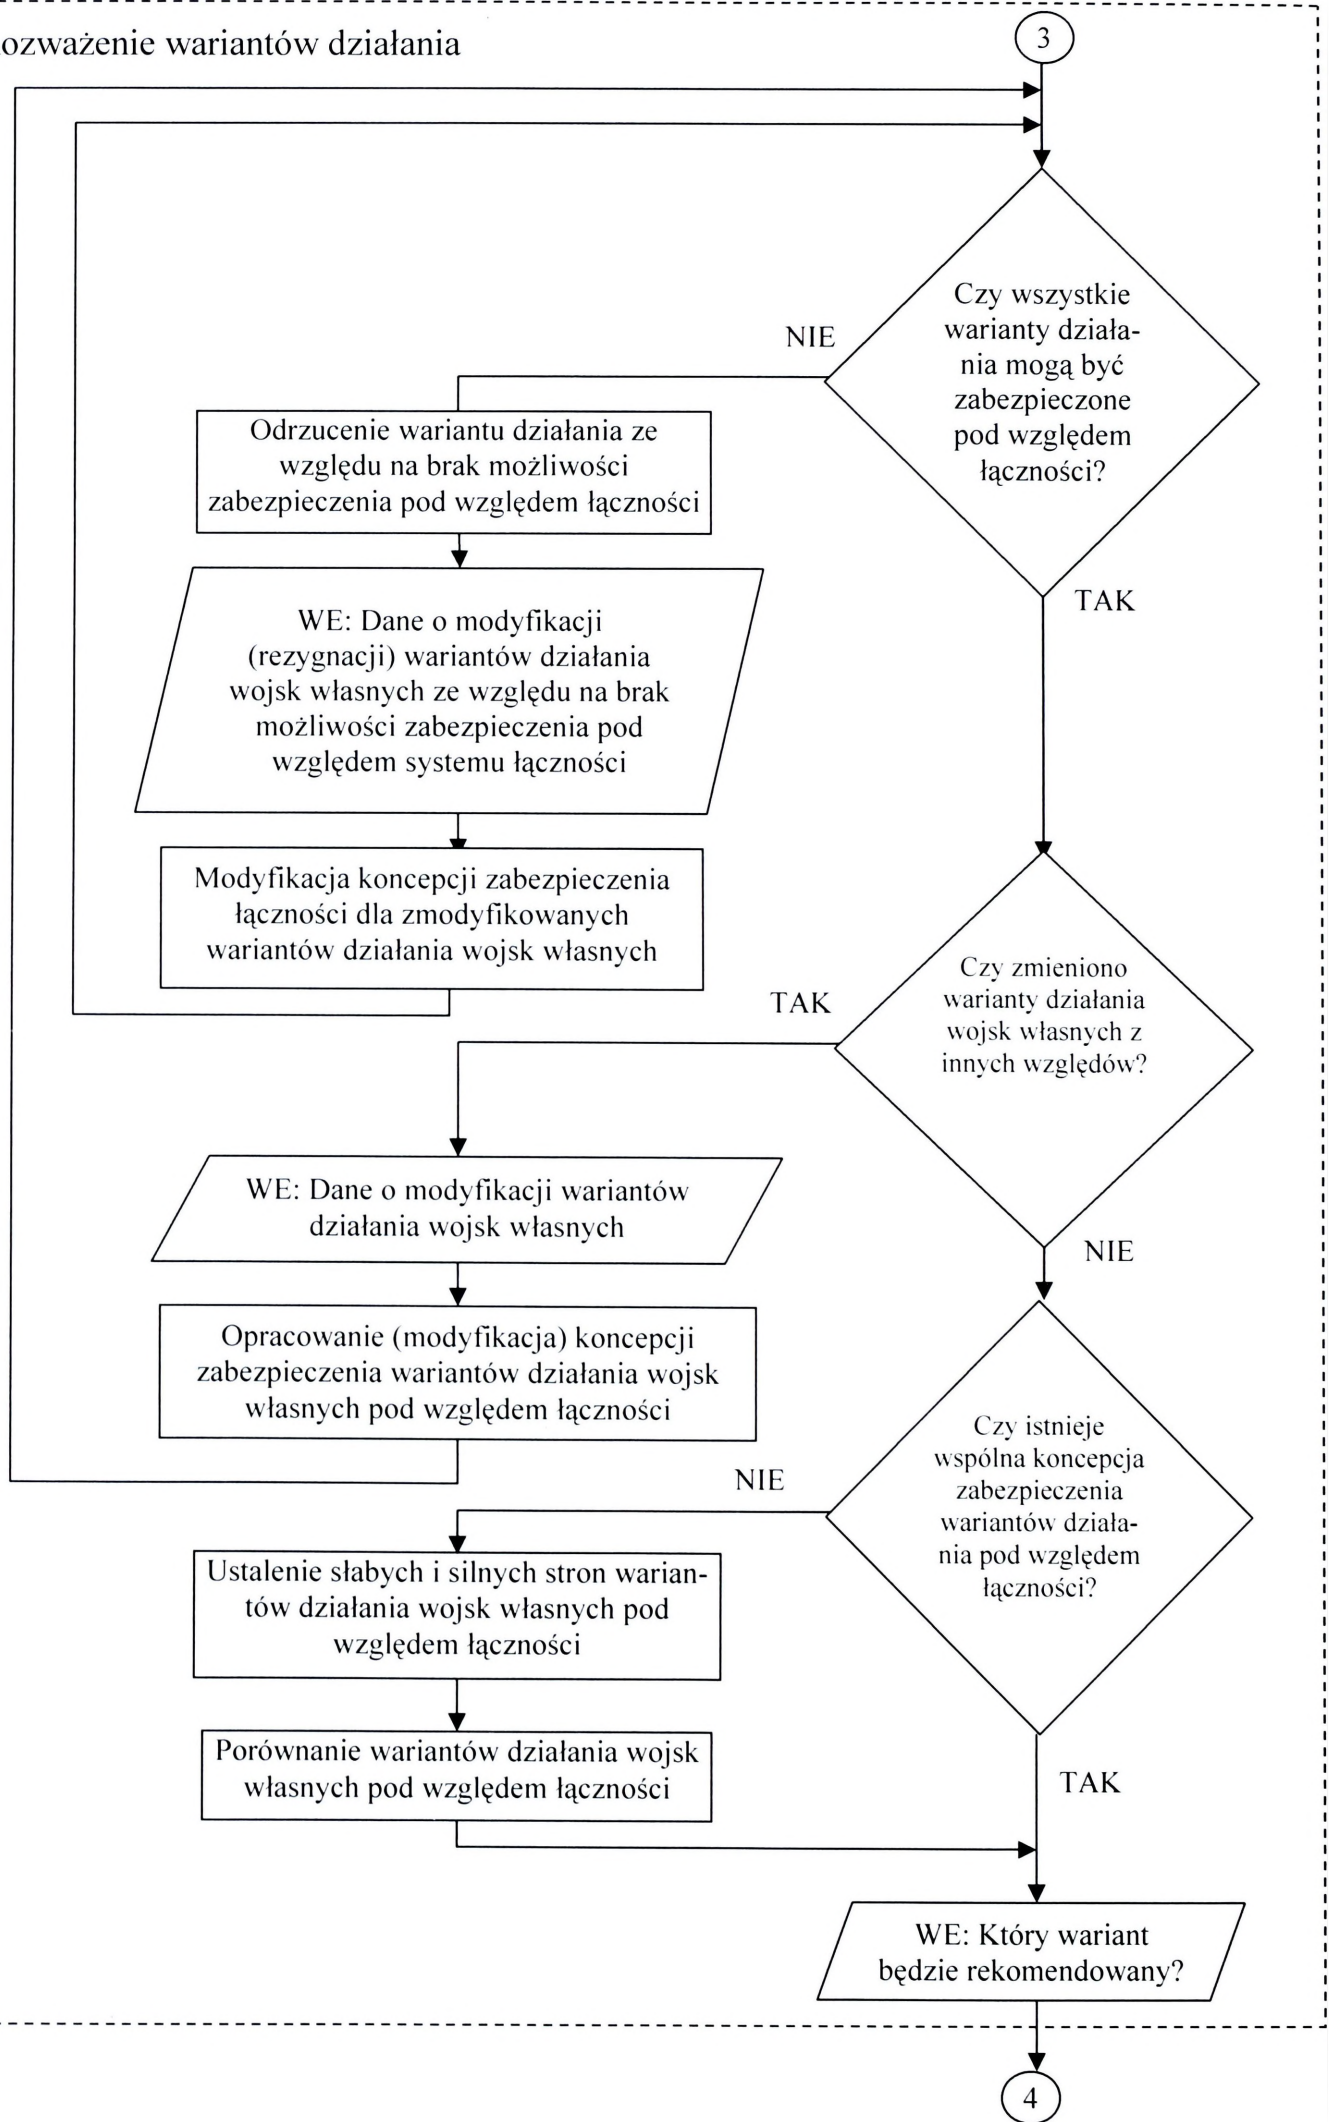 ozważenie wariantów działania
3
Czy wszystkie
warianty działa-
nia mogą być
zabezpieczone
pod względem
łączności?
NIE
TAK
Odrzucenie wariantu działania ze
względu na brak możliwości
zabezpieczenia pod względem łączności
WE: Dane o modyfikacji
(rezygnacji) wariantów działania
wojsk własnych ze względu na brak
możliwości zabezpieczenia pod
względem systemu łączności
Modyfikacja koncepcji zabezpieczenia
łączności dla zmodyfikowanych
wariantów działania wojsk własnych
Czy zmieniono
warianty działania
wojsk własnych z
innych względów?
TAK
NIE
WE: Dane o modyfikacji wariantów
działania wojsk własnych
Opracowanie (modyfikacja) koncepcji
zabezpieczenia wariantów działania wojsk
własnych pod względem łączności
Czy istnieje
wspólna koncepcja
zabezpieczenia
wariantów działa-
nia pod względem
łączności?
NIE
TAK
Ustalenie słabych i silnych stron warian-
tów działania wojsk własnych pod
względem łączności
Porównanie wariantów działania wojsk
własnych pod względem łączności
WE: Który wariant
będzie rekomendowany?
4